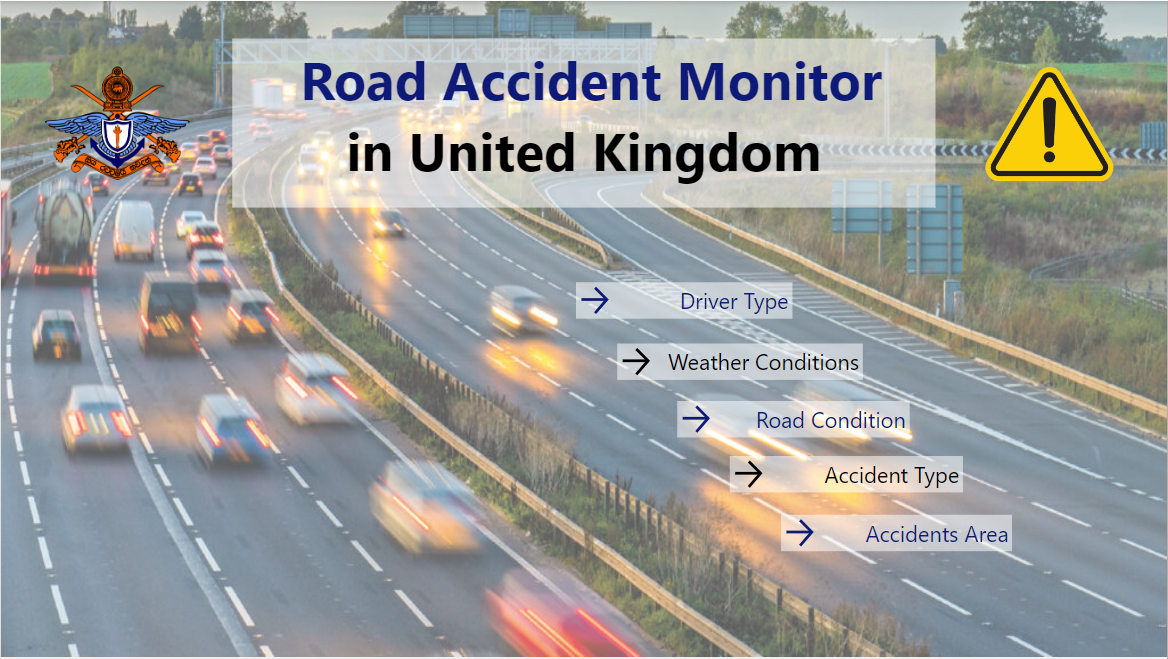 Road Accident Monitor
in United Kingdom
Driver Type
Weather Conditions
Road Condition
Accident Type
Accidents Area